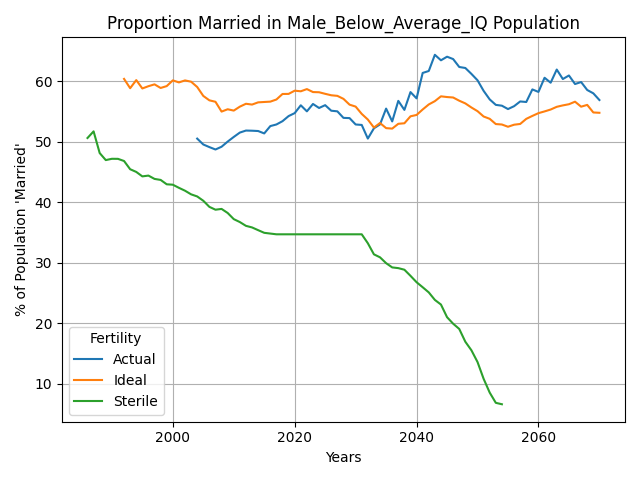 Proportion Married in Male_Below_Average_IQ Population
% of Population 'Married'
60
50
40
30
20
10
Fertility
Actual
Ideal
Sterile
2000
2020
2040
2060
Years